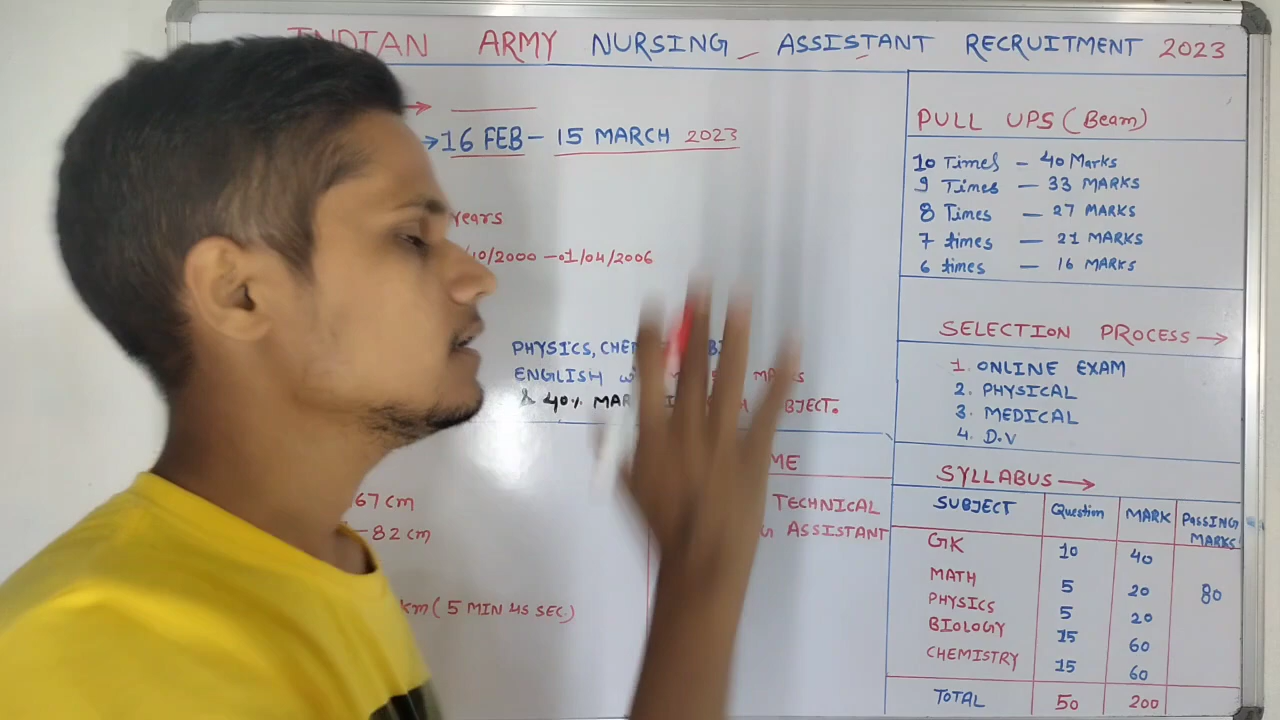 INDIAN ARMY NURSING ASSISTANT RECRUITMENT 2023
→ 16 FEB – 15 MARCH 2023
years
10/2000 – 01/04/2006
PHYSICS,
ENGLISH
& 40%
67 cm
– 82 cm
km ( 5 MIN 45 SEC.)
TECHNICAL
ASSISTANT
PULL UPS (Beam)
10 Times – 40 Marks
9 Times – 33 MARKS
8 Times – 27 MARKS
7 times – 21 MARKS
6 times – 16 MARKS
SELECTION PROCESS →
1. ONLINE EXAM
2. PHYSICAL
3. MEDICAL
4. D.V
SYLLABUS →
SUBJECT Question MARK PASSING MARKS
GK 10 40
MATH 5 20 80
PHYSICS 5 20
BIOLOGY 15 60
CHEMISTRY 15 60
TOTAL 50 200